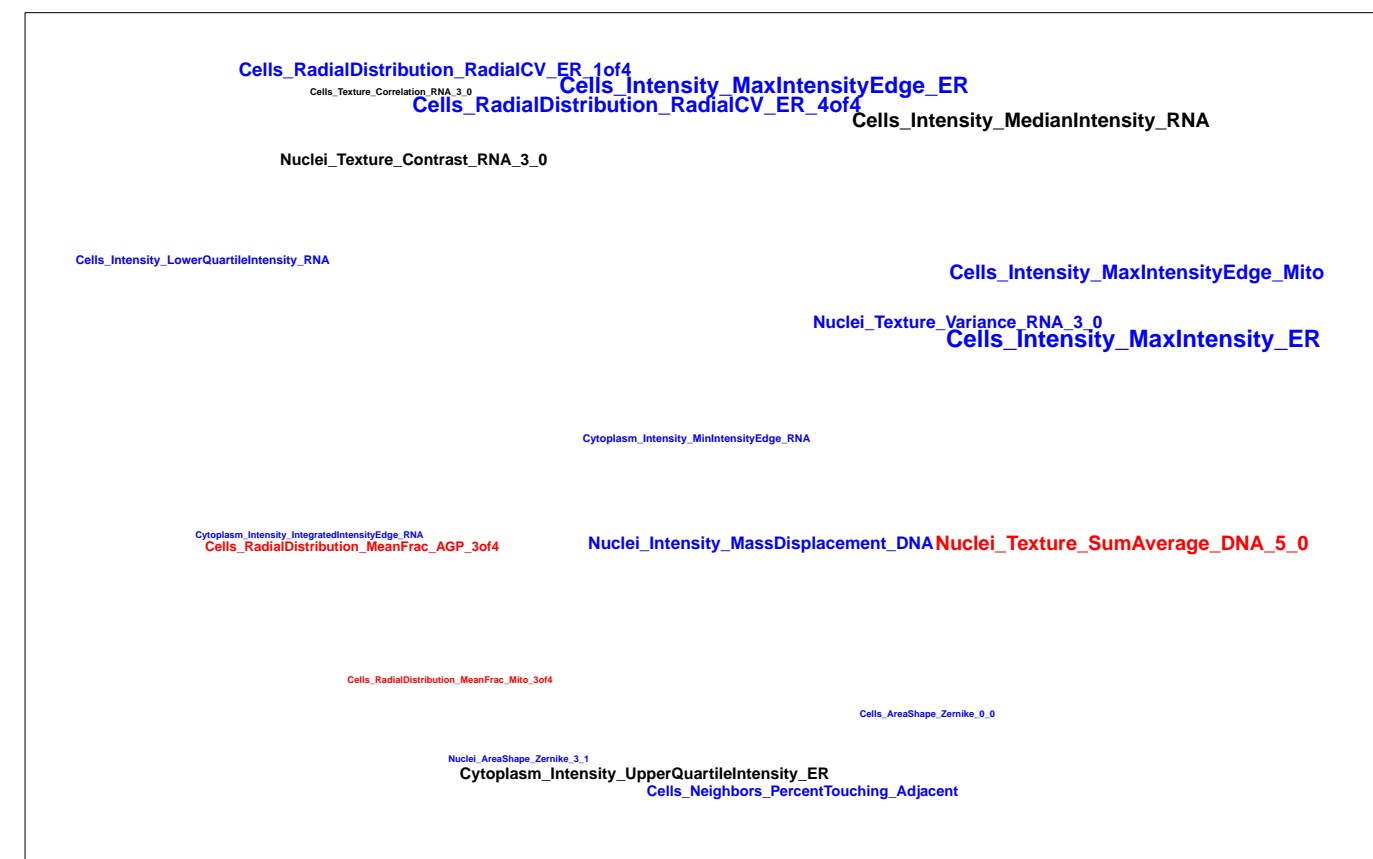 Cells_RadialDistribution_RadialCV_ER_1of4
Cells_Intensity_MaxIntensityEdge_ER
Cells_Texture_Correlation_RNA_3_0
Cells_RadialDistribution_RadialCV_ER_4of4
Cells_Intensity_MedianIntensity_RNA
Nuclei_Texture_Contrast_RNA_3_0
Cells_Intensity_LowerQuartileIntensity_RNA
Cells_Intensity_MaxIntensityEdge_Mito
Nuclei_Texture_Variance_RNA_3_0
Cells_Intensity_MaxIntensity_ER
Cytoplasm_Intensity_MinIntensityEdge_RNA
Cytoplasm_Intensity_IntegratedIntensityEdge_RNA
Cells_RadialDistribution_MeanFrac_AGP_3of4
Nuclei_Intensity_MassDisplacement_DNA
Nuclei_Texture_SumAverage_DNA_5_0
Cells_RadialDistribution_MeanFrac_Mito_3of4
Cells_AreaShape_Zernike_0_0
Nuclei_AreaShape_Zernike_3_1
Cytoplasm_Intensity_UpperQuartileIntensity_ER
Cells_Neighbors_PercentTouching_Adjacent